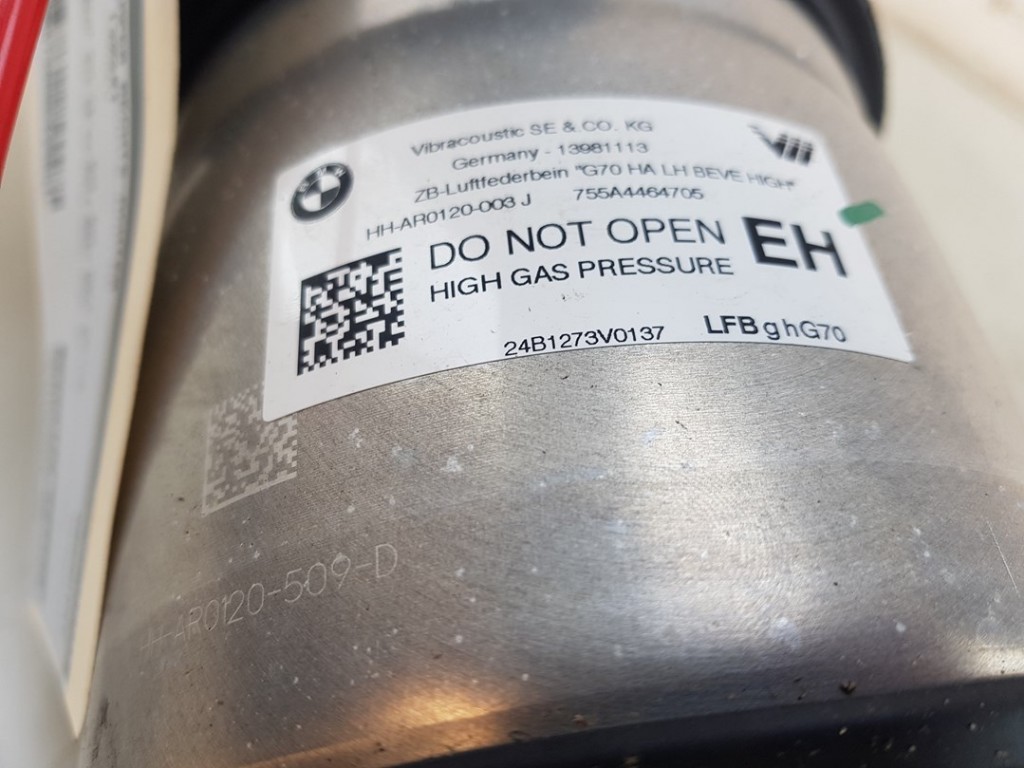 Vibracoustic SE & CO. KG
Germany - 13981113
ZB-Luftfederbein "G70 HA LH BEVE HIGH"
HH-AR0120-003 J 755A4464705
DO NOT OPEN EH
HIGH GAS PRESSURE
24B1273V0137 LFB g h G70
AR0120-509-D